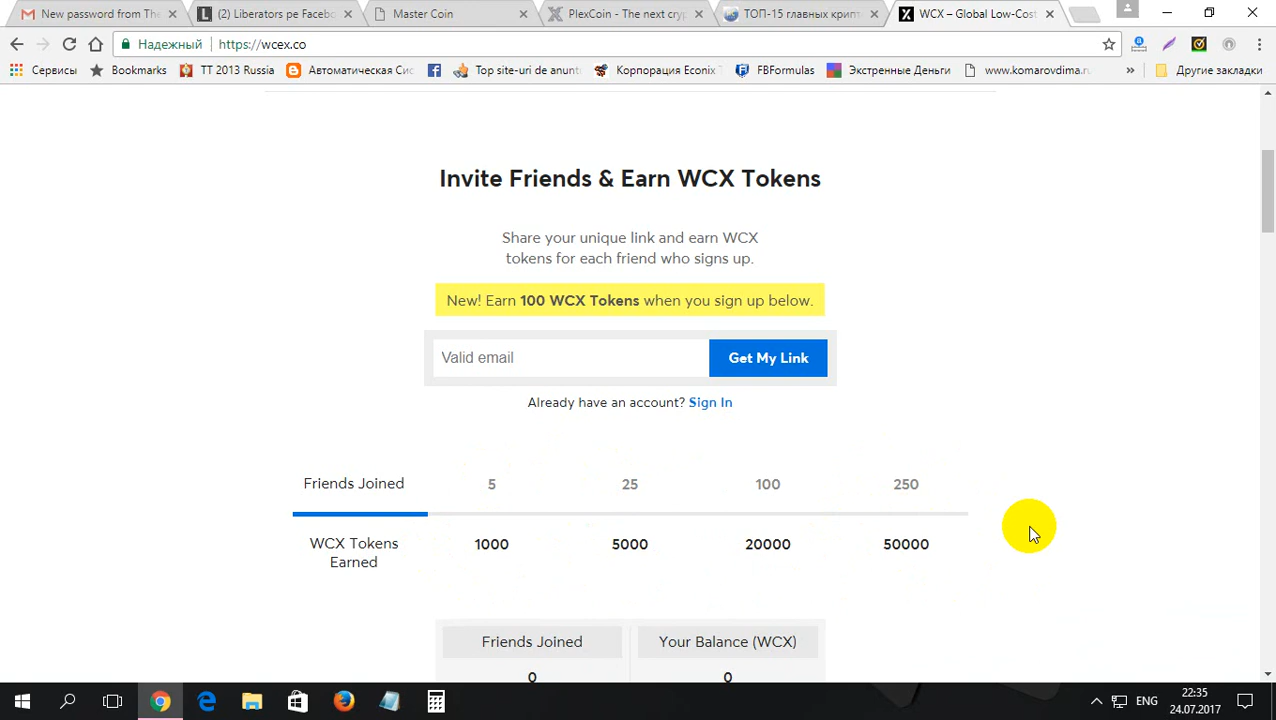 New password from The
(2) Liberators pe Faceb
Master Coin
PlexCoin - The next cry
ТОП-15 главных крипт
WCX – Global Low-Cost
Надежный
https://wcex.co
Сервисы
Bookmarks
TT 2013 Russia
Автоматическая Си
Top site-uri de anunt
Корпорация Econix
FBFormulas
Экстренные Деньги
www.komarovdima.r
»
Другие закладки
Invite Friends & Earn WCX Tokens
Share your unique link and earn WCX
tokens for each friend who signs up.
New! Earn 100 WCX Tokens when you sign up below.
Valid email
Get My Link
Already have an account? Sign In
Friends Joined 5 25 100 250
WCX Tokens
Earned 1000 5000 20000 50000
Friends Joined
Your Balance (WCX)
0
0
ENG
22:35
24.07.2017